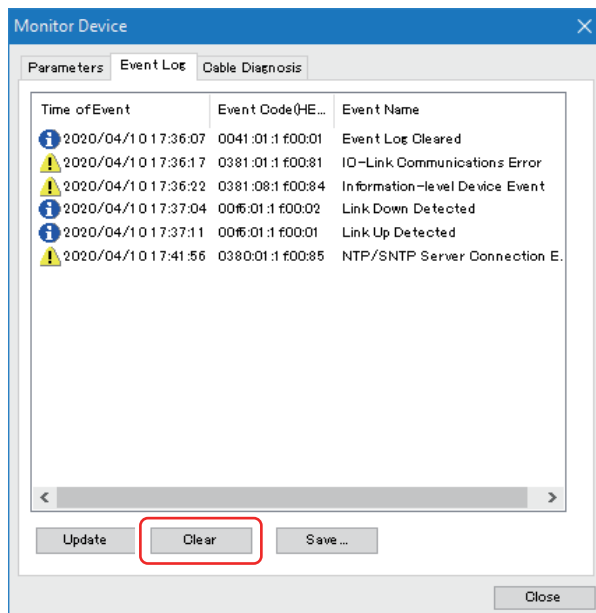 Monitor Device
Parameters Event Log Cable Diagnosis
Time of Event Event Code(HE... Event Name
2020/04/10 17:36:07 0041:01:1f00:01 Event Log Cleared
2020/04/10 17:36:17 0381:01:1f00:81 IO-Link Communications Error
2020/04/10 17:36:22 0381:08:1f00:84 Information-level Device Event
2020/04/10 17:37:04 00f5:01:1f00:02 Link Down Detected
2020/04/10 17:37:11 00f5:01:1f00:01 Link Up Detected
2020/04/10 17:41:56 0380:01:1f00:85 NTP/SNTP Server Connection E.
Update Clear Save...
Close